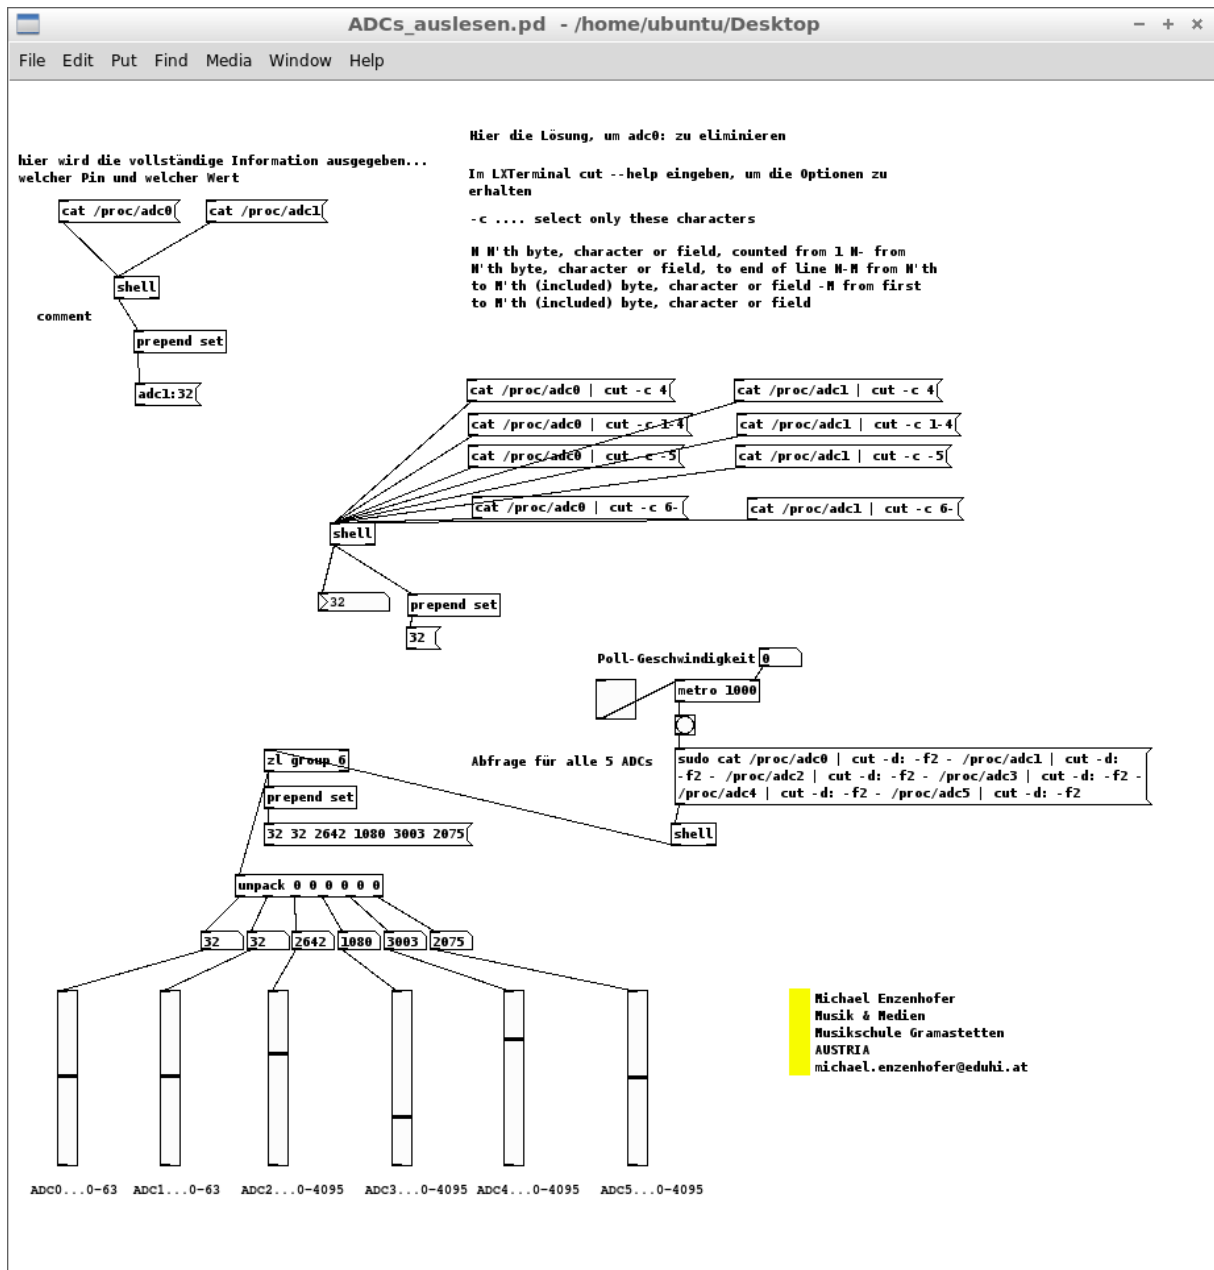 ADCs_auslesen.pd - /home/ubuntu/Desktop
File Edit Put Find Media Window Help
hier wird die vollständige Information ausgegeben...
welcher Pin und welcher Wert
cat /proc/adc0
cat /proc/adc1
shell
comment
prepend set
adc1:32
Hier die Lösung, um adc0: zu eliminieren
Im LXTerminal cut --help eingeben, um die Optionen zu
erhalten
-c .... select only these characters
N N'th byte, character or field, counted from 1 N- from
N'th byte, character or field, to end of line N-M from N'th
to M'th (included) byte, character or field -M from first
to M'th (included) byte, character or field
cat /proc/adc0 | cut -c 4
cat /proc/adc1 | cut -c 4
cat /proc/adc0 | cut -c 1-4
cat /proc/adc1 | cut -c 1-4
cat /proc/adc0 | cut -c -5
cat /proc/adc1 | cut -c -5
cat /proc/adc0 | cut -c 6-
cat /proc/adc1 | cut -c 6-
shell
32
prepend set
32
Poll-Geschwindigkeit 0
metro 1000
Abfrage für alle 5 ADCs
sudo cat /proc/adc0 | cut -d: -f2 - /proc/adc1 | cut -d:
-f2 - /proc/adc2 | cut -d: -f2 - /proc/adc3 | cut -d: -f2 -
/proc/adc4 | cut -d: -f2 - /proc/adc5 | cut -d: -f2
shell
zl group 6
prepend set
32 32 2642 1080 3003 2075
unpack 0 0 0 0 0 0
32 32 2642 1080 3003 2075
ADC0...0-63 ADC1...0-63 ADC2...0-4095 ADC3...0-4095 ADC4...0-4095 ADC5...0-4095
Michael Enzenhofer
Musik & Medien
Musikschule Gramastetten
AUSTRIA
michael.enzenhofer@eduhi.at